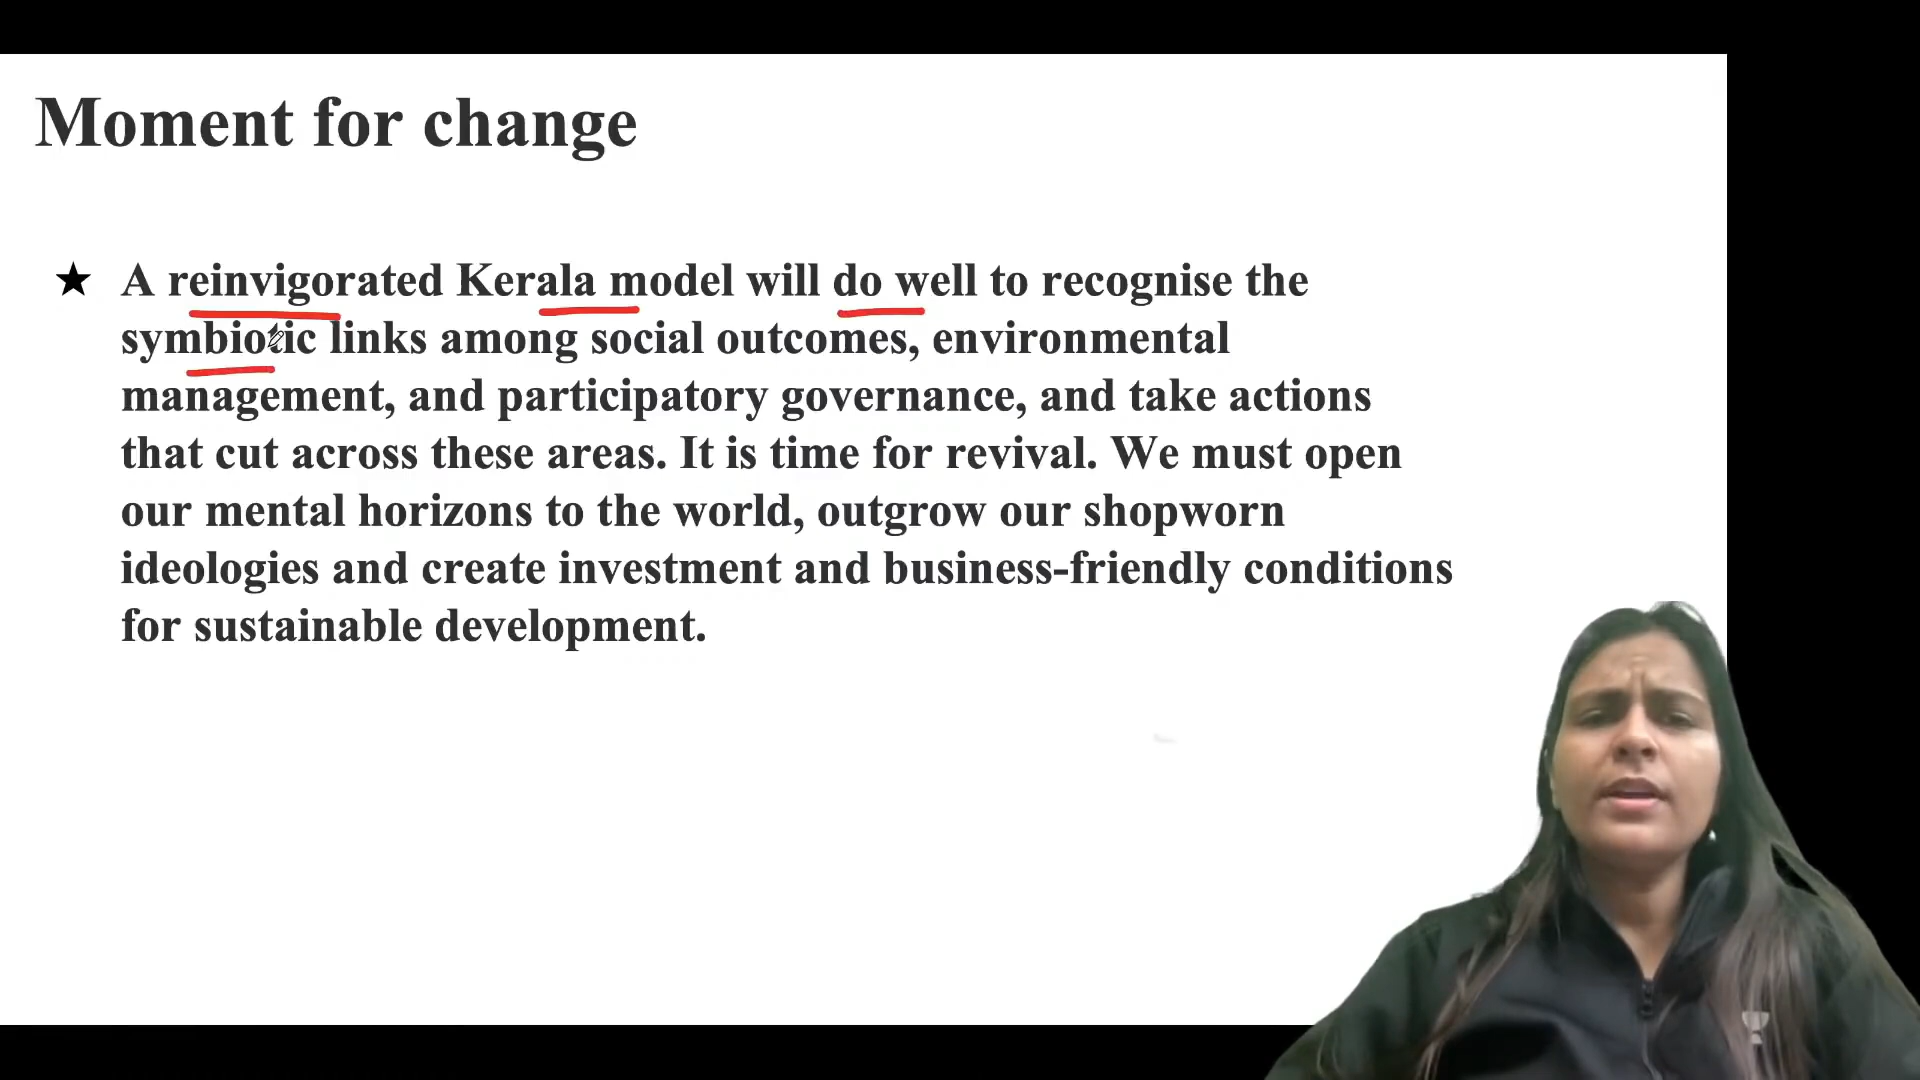 Moment for change
★ A reinvigorated Kerala model will do well to recognise the
symbiotic links among social outcomes, environmental
management, and participatory governance, and take actions
that cut across these areas. It is time for revival. We must open
our mental horizons to the world, outgrow our shopworn
ideologies and create investment and business-friendly conditions
for sustainable development.